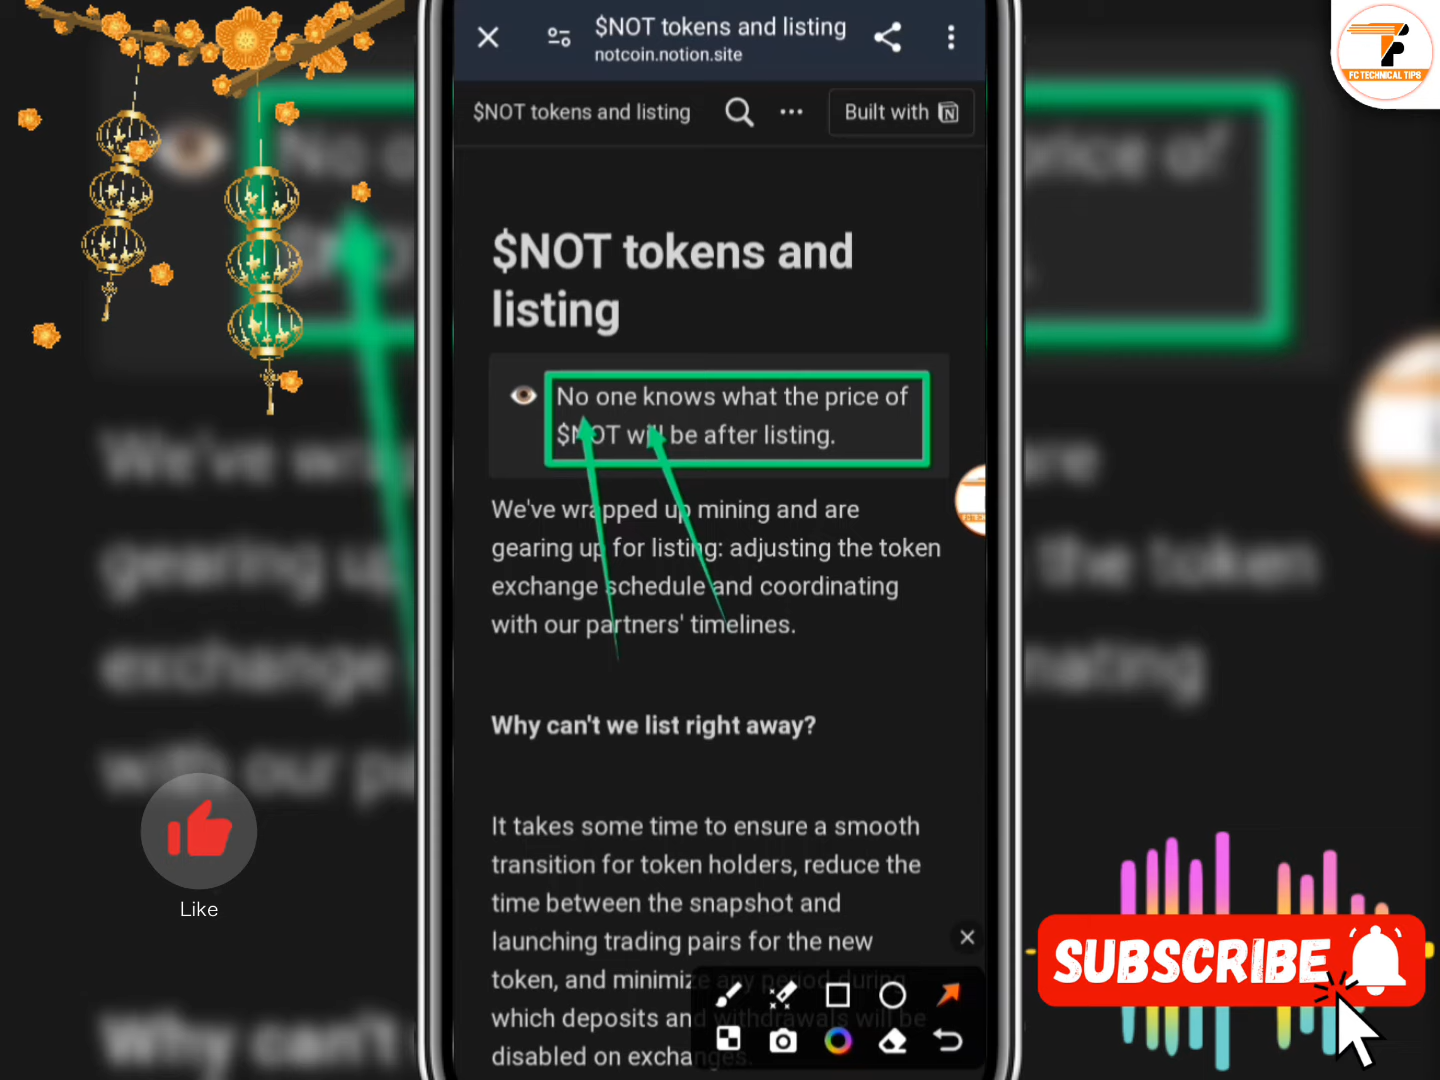 $NOT tokens and listing
notcoin.notion.site
$NOT tokens and listing
Built with
FC TECHNICAL TIPS
$NOT tokens and
listing
No one knows what the price of
$NOT will be after listing.
We've wrapped up mining and are
gearing up for listing: adjusting the token
exchange schedule and coordinating
with our partners' timelines.
Why can't we list right away?
It takes some time to ensure a smooth
transition for token holders, reduce the
time between the snapshot and
launching trading pairs for the new
token, and minimize any period during
which deposits and withdrawals will be
disabled on exchanges.
Like
SUBSCRIBE